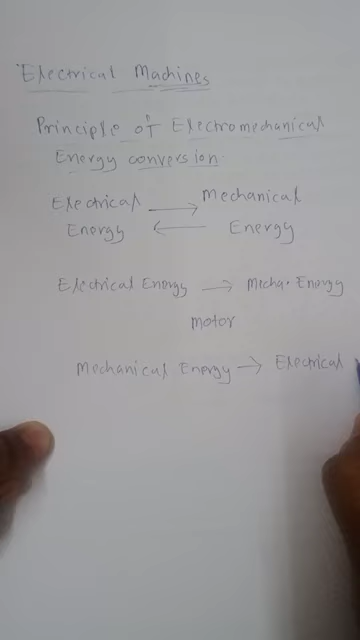 Electrical Machines
Principle of Electromechanical
Energy conversion.
Electrical → Mechanical
Energy ← Energy
Electrical Energy → Mecha. Energy
motor
Mechanical Energy → Electrical